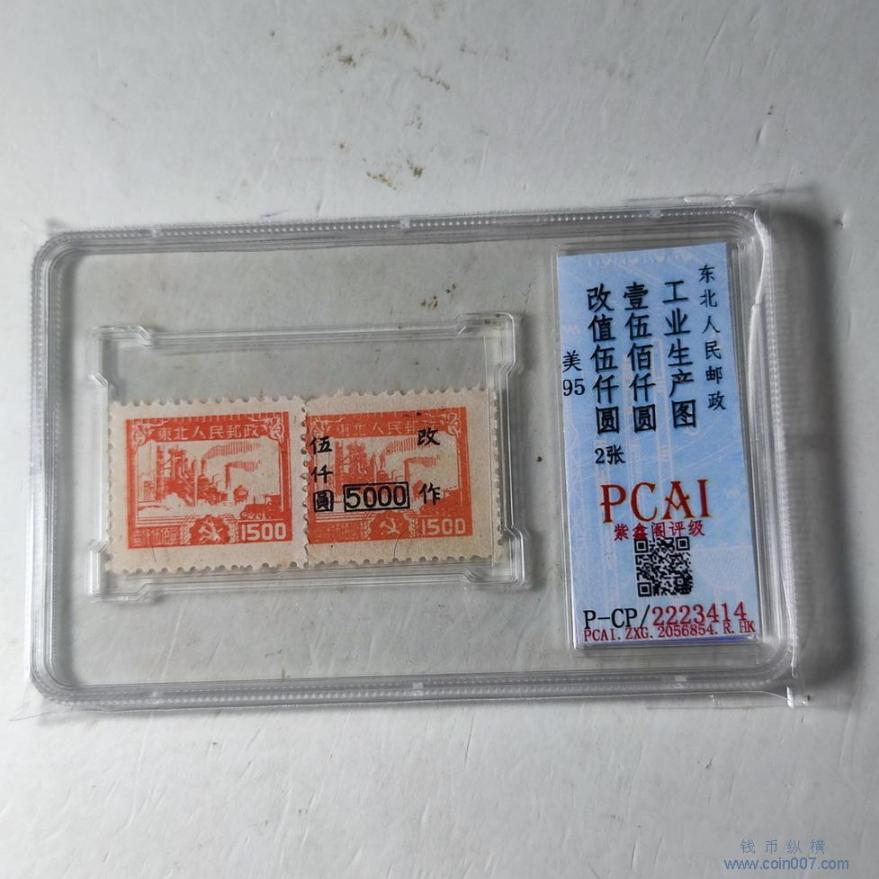 東北人民郵政
1500
東北人民郵
1500
改作
伍仟圓
5000
东北人民邮政
工业生产图
壹伍佰仟圆
改值伍仟圆
美
95
2张
PCAI
紫鑫阁评级
P-CP/2223414
PCAI.ZXG.2056854.R.HK
钱币纵横
www.coin007.com